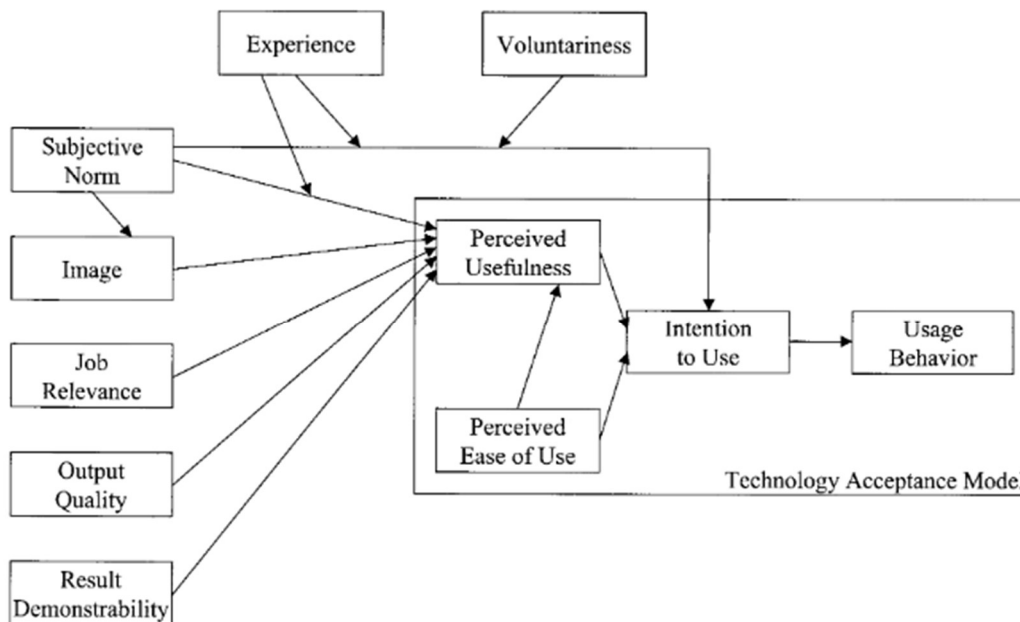 Experience
Voluntariness
Subjective
Norm
Image
Perceived
Usefulness
Job
Relevance
Intention
to Use
Usage
Behavior
Perceived
Ease of Use
Output
Quality
Technology Acceptance Model
Result
Demonstrability